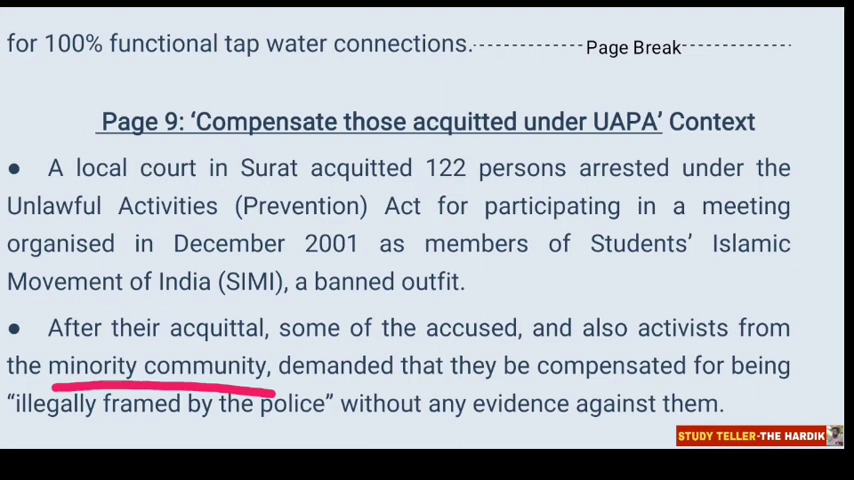 for 100% functional tap water connections.
Page Break
Page 9: ‘Compensate those acquitted under UAPA’ Context
● A local court in Surat acquitted 122 persons arrested under the
Unlawful Activities (Prevention) Act for participating in a meeting
organised in December 2001 as members of Students’ Islamic
Movement of India (SIMI), a banned outfit.
● After their acquittal, some of the accused, and also activists from
the minority community, demanded that they be compensated for being
“illegally framed by the police” without any evidence against them.
STUDY TELLER-THE HARDIK